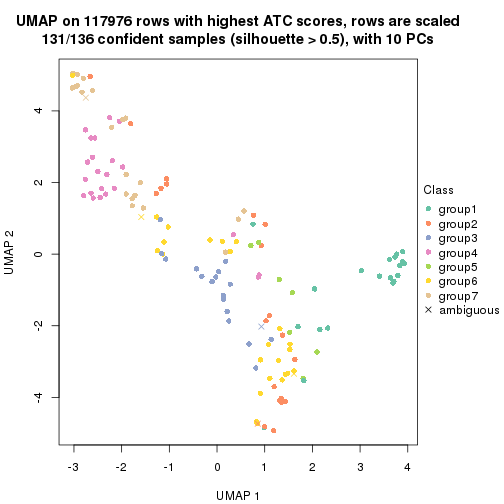 UMAP on 117976 rows with highest ATC scores, rows are scaled
131/136 confident samples (silhouette > 0.5), with 10 PCs
UMAP 2
4
2
0
-2
-4
-3
-2
-1
0
1
2
3
4
UMAP 1
Class
group1
group2
group3
group4
group5
group6
group7
ambiguous